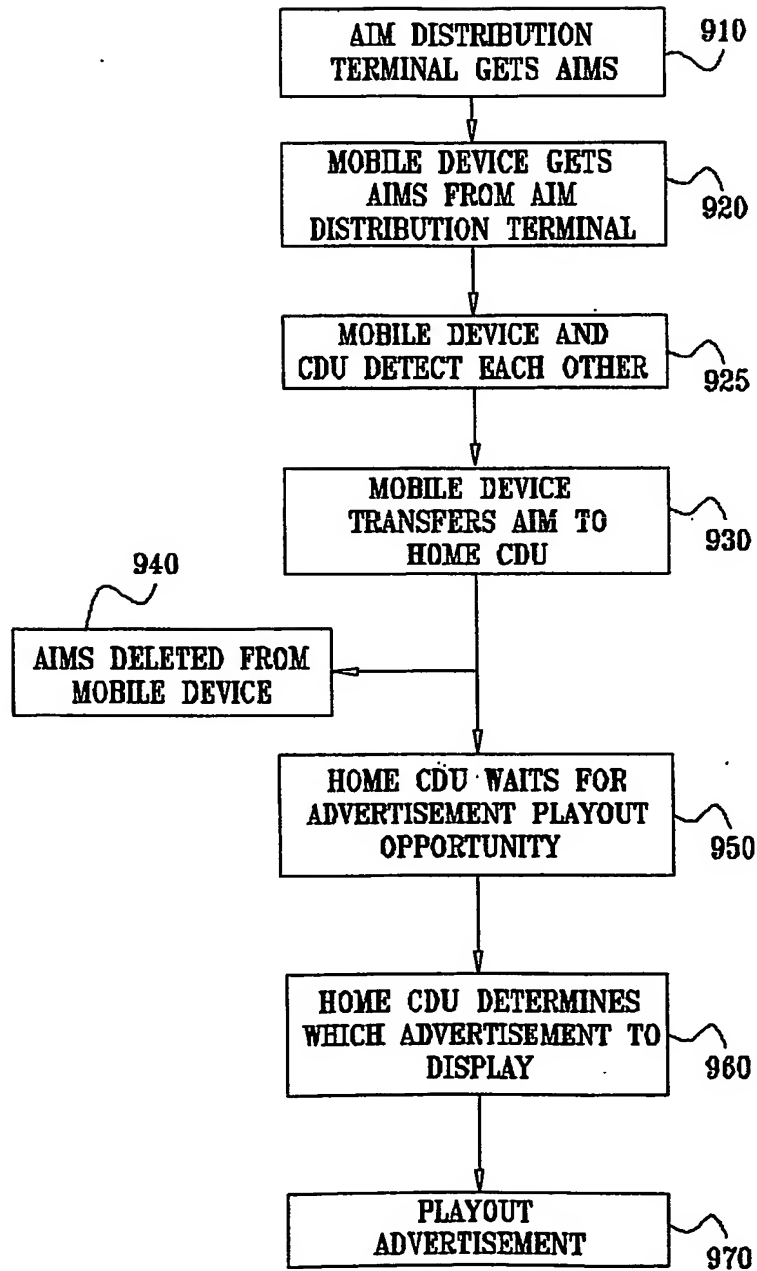 AIM DISTRIBUTION
TERMINAL GETS AIMS
910
MOBILE DEVICE GETS
AIMS FROM AIM
DISTRIBUTION TERMINAL
920
MOBILE DEVICE AND
CDU DETECT EACH OTHER
925
MOBILE DEVICE
TRANSFERS AIM TO
HOME CDU
930
940
AIMS DELETED FROM
MOBILE DEVICE
HOME CDU WAITS FOR
ADVERTISEMENT PLAYOUT
OPPORTUNITY
950
HOME CDU DETERMINES
WHICH ADVERTISEMENT TO
DISPLAY
960
PLAYOUT
ADVERTISEMENT
970